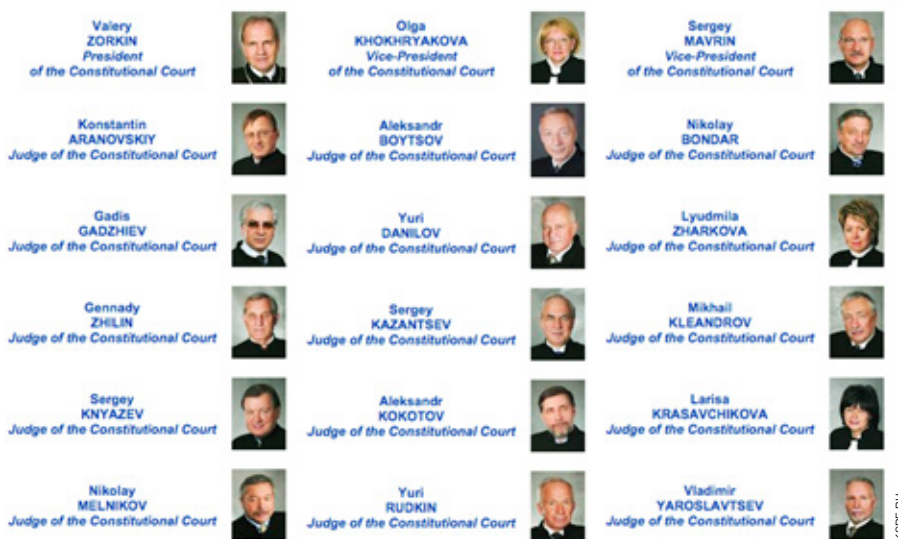 Valery
ZORKIN
President
of the Constitutional Court
Olga
KHOKHRYAKOVA
Vice-President
of the Constitutional Court
Sergey
MAVRIN
Vice-President
of the Constitutional Court
Konstantin
ARANOVSKIY
Judge of the Constitutional Court
Aleksandr
BOYTSOV
Judge of the Constitutional Court
Nikolay
BONDAR
Judge of the Constitutional Court
Gadis
GADZHIEV
Judge of the Constitutional Court
Yuri
DANILOV
Judge of the Constitutional Court
Lyudmila
ZHARKOVA
Judge of the Constitutional Court
Gennady
ZHILIN
Judge of the Constitutional Court
Sergey
KAZANTSEV
Judge of the Constitutional Court
Mikhail
KLEANDROV
Judge of the Constitutional Court
Sergey
KNYAZEV
Judge of the Constitutional Court
Aleksandr
KOKOTOV
Judge of the Constitutional Court
Larisa
KRASAVCHIKOVA
Judge of the Constitutional Court
Nikolay
MELNIKOV
Judge of the Constitutional Court
Yuri
RUDKIN
Judge of the Constitutional Court
Vladimir
YAROSLAVTSEV
Judge of the Constitutional Court